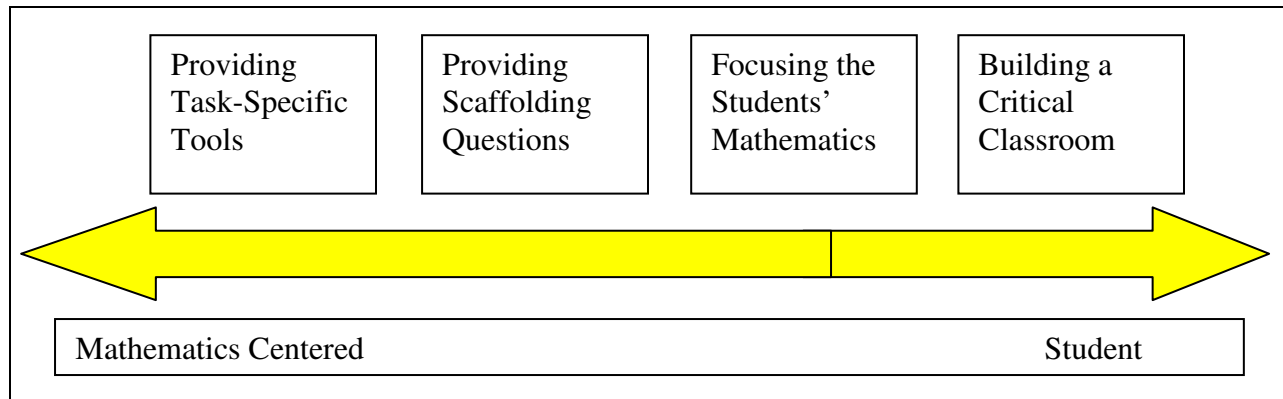 Providing
Task-Specific
Tools
Providing
Scaffolding
Questions
Focusing the
Students’
Mathematics
Building a
Critical
Classroom
Mathematics Centered
Student